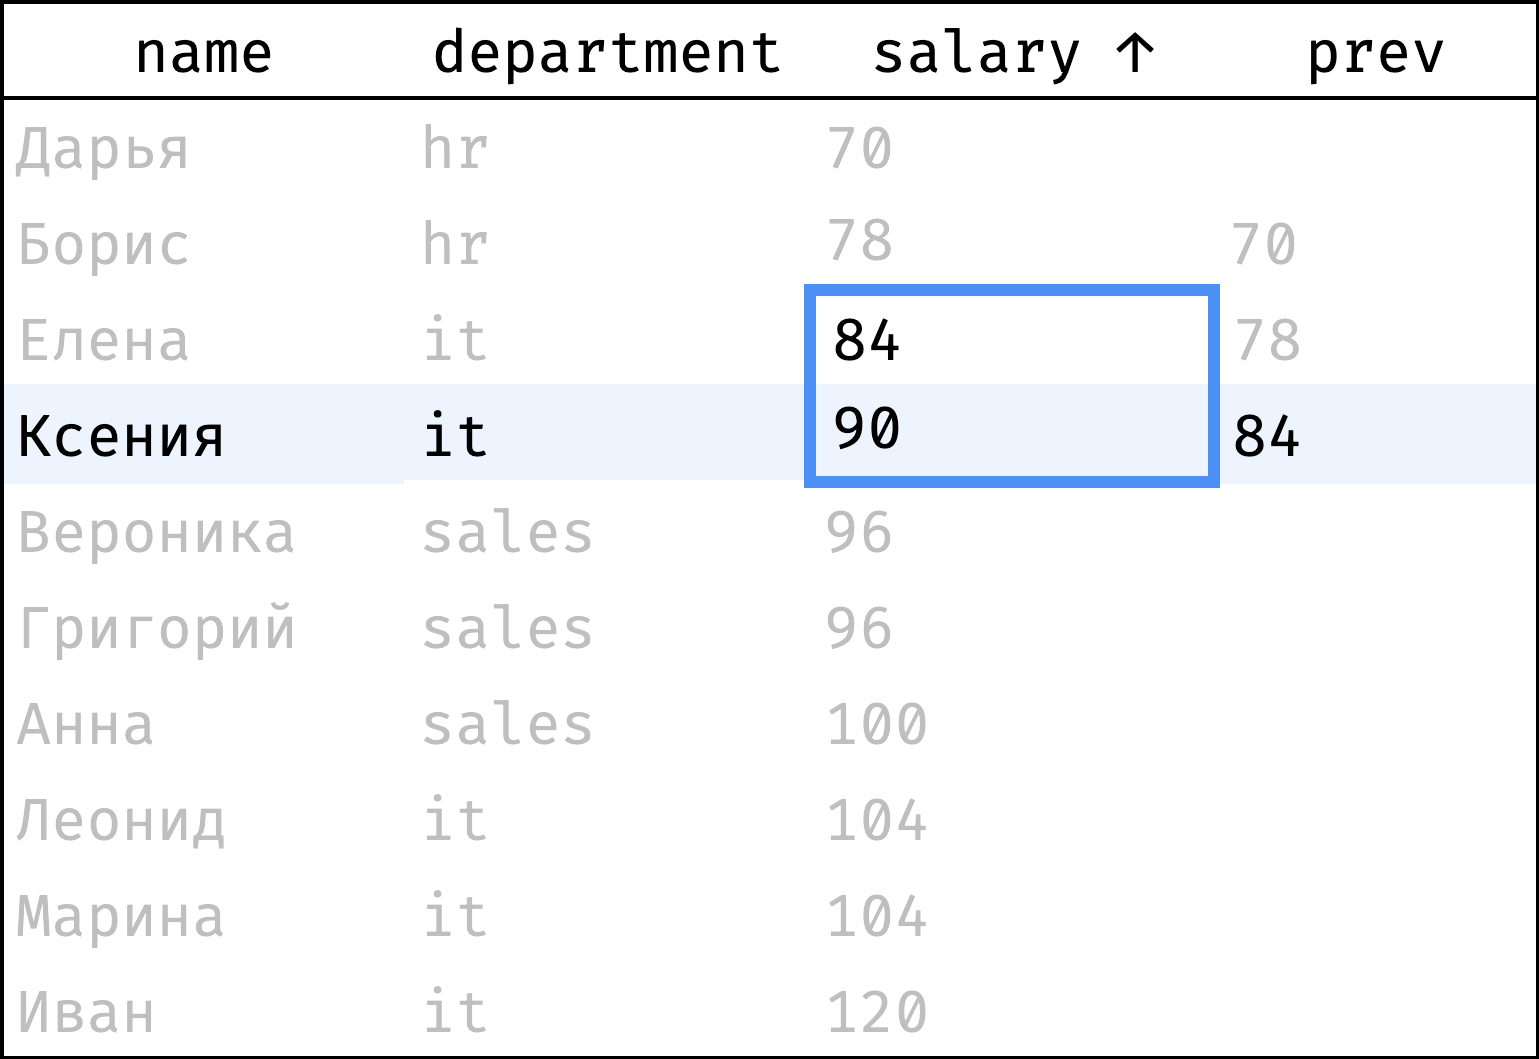 name department salary ↑ prev
Дарья hr 70
Борис hr 78 70
Елена it 84 78
Ксения it 90 84
Вероника sales 96
Григорий sales 96
Анна sales 100
Леонид it 104
Марина it 104
Иван it 120